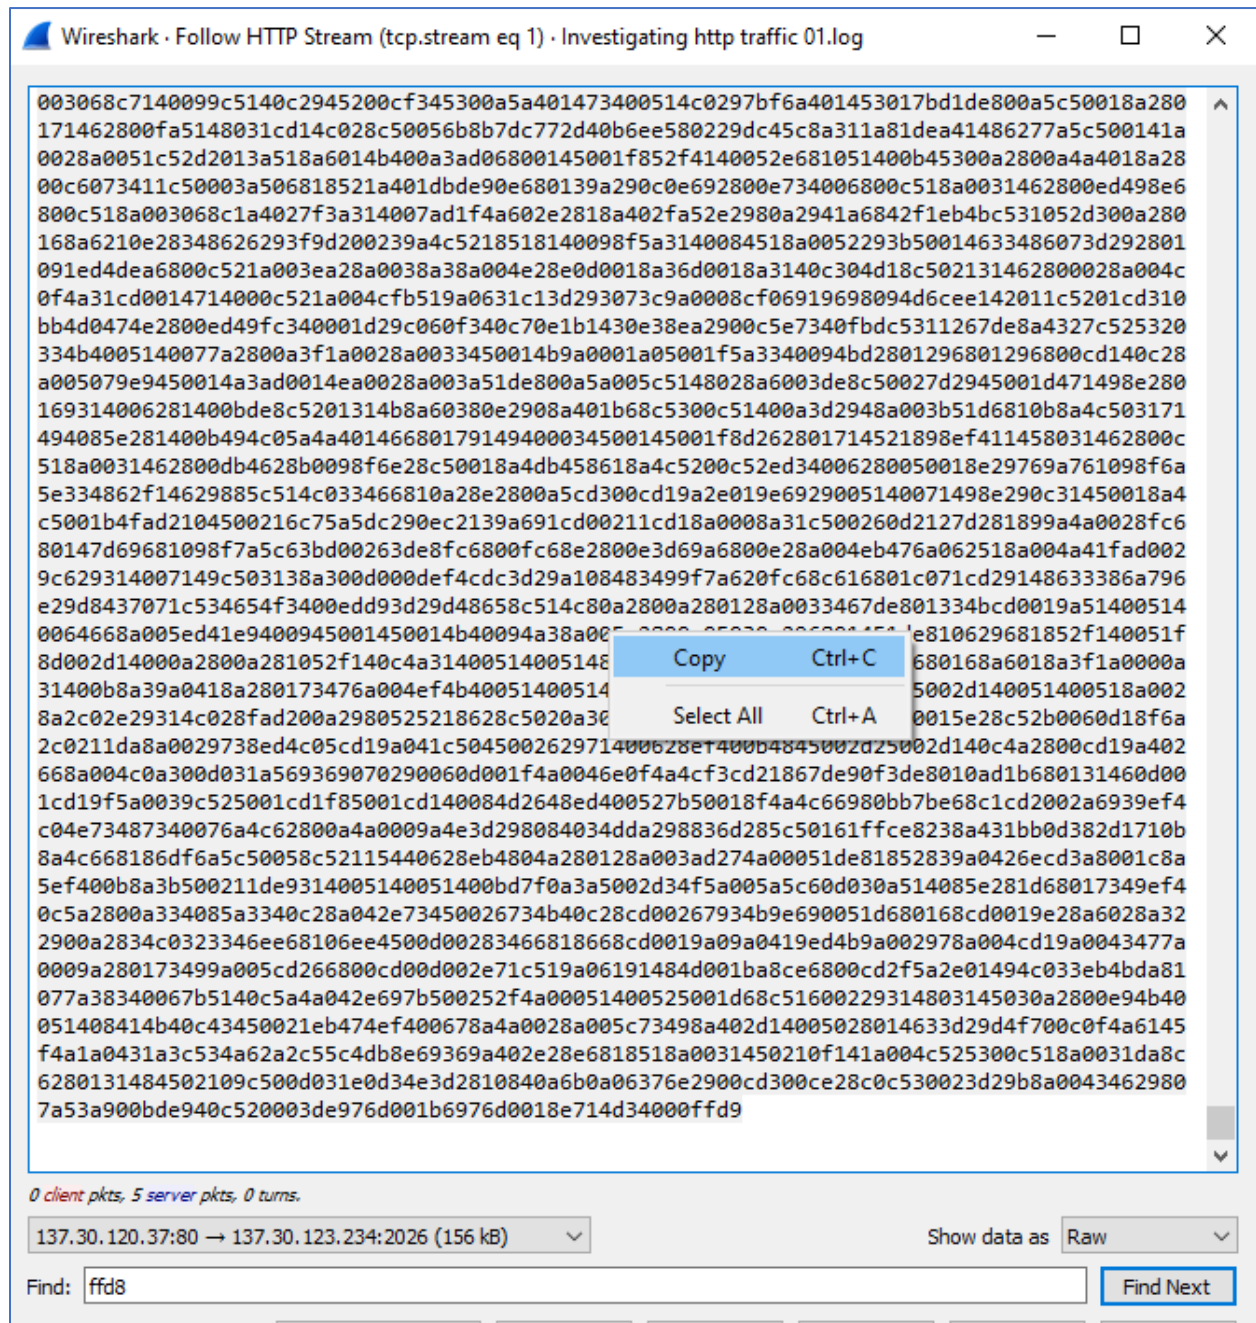 Wireshark · Follow HTTP Stream (tcp.stream eq 1) · Investigating http traffic 01.log
003068c7140099c5140c2945200cf345300a5a401473400514c0297bf6a401453017bd1de800a5c50018a280
171462800fa5148031cd14c028c50056b8b7dc772d40b6ee580229dc45c8a311a81dea41486277a5c500141a
0028a0051c52d2013a518a6014b400a3ad06800145001f852f4140052e681051400b45300a2800a4a4018a28
00c6073411c50003a506818521a401dbde90e680139a290c0e692800e734006800c518a0031462800ed498e6
800c518a003068c1a4027f3a314007ad1f4a602e2818a402fa52e2980a2941a6842f1eb4bc531052d300a280
168a6210e28348626293f9d200239a4c5218518140098f5a3140084518a0052293b50014633486073d292801
091ed4dea6800c521a003ea28a0038a38a004e28e0d0018a36d0018a3140c304d18c502131462800028a004c
0f4a31cd0014714000c521a004cfb519a0631c13d293073c9a0008cf06919698094d6cee142011c5201cd310
bb4d0474e2800ed49fc340001d29c060f340c70e1b1430e38ea2900c5e7340fbdc5311267de8a4327c525320
334b4005140077a2800a3f1a0028a0033450014b9a0001a05001f5a3340094bd2801296801296800cd140c28
a005079e9450014a3ad0014ea0028a003a51de800a5a005c5148028a6003de8c50027d2945001d471498e280
169314006281400bde8c5201314b8a60380e2908a401b68c5300c51400a3d2948a003b51d6810b8a4c503171
494085e281400b494c05a4a401466801791494000345001450001f8d262801714521898ef411458031462800c
518a0031462800db4628b0098f6e28c50018a4db458618a4c5200c52ed34006280050018e29769a761098f6a
5e334862f14629885c514c033466810a28e2800a5cd300cd19a2e019e6929005140071498e290c31450018a4
c5001b4fad2104500216c75a5dc290ec2139a691cd00211cd18a0008a31c500260d2127d281899a4a0028fc6
80147d69681098f7a5c63bd00263de8fc6800fc68e2800e3d69a6800e28a004eb476a062518a004a41fad002
9c629314007149c503138a300d000def4cdc3d29a108483499f7a620fc68c616801c071cd29148633386a796
e29d8437071c534654f3400edd93d29d48658c514c80a2800a280128a0033467de801334bcd0019a51400514
0064668a005ed41e9400945001450014b40094a38a005
e810629681852f140051f
8d002d14000a2800a281052f140c4a31400514005148
Copy Ctrl+C
680168a6018a3f1a0000a
31400b8a39a0418a280173476a004ef4b40051400514
5002d140051400518a002
8a2c02e29314c028fad200a2980525218628c5020a30
Select All Ctrl+A
0015e28c52b0060d18f6a
2c0211da8a0029738ed4c05cd19a041c504500262971400628ef400b4845002d25002d140c4a2800cd19a402
668a004c0a300d031a569369070290060d001f4a0046e0f4a4cf3cd21867de90f3de8010ad1b680131460d00
1cd19f5a0039c525001cd1f85001cd140084d2648ed400527b50018f4a4c66980bb7be68c1cd2002a6939ef4
c04e73487340076a4c62800a4a0009a4e3d298084034dda298836d285c50161ffce8238a431bb0d382d1710b
8a4c668186df6a5c50058c52115440628eb4804a280128a003ad274a00051de81852839a0426ecd3a8001c8a
5ef400b8a3b500211de9314005140051400bd7f0a3a5002d34f5a005a5c60d030a514085e281d68017349ef4
0c5a2800a334085a3340c28a042e73450026734b40c28cd00267934b9e690051d680168cd0019e28a6028a32
2900a2834c0323346ee68106ee4500d00283466818668cd0019a09a0419ed4b9a002978a004cd19a0043477a
0009a280173499a005cd266800cd00d002e71c519a06191484d001ba8ce6800cd2f5a2e01494c033eb4bda81
077a38340067b5140c5a4a042e697b500252f4a00051400525001d68c51600229314803145030a2800e94b40
051408414b40c43450021eb474ef400678a4a0028a005c73498a402d14005028014633d29d4f700c0f4a6145
f4a1a0431a3c534a62a2c55c4db8e69369a402e28e6818518a0031450210f141a004c525300c518a0031da8c
6280131484502109c500d031e0d34e3d2810840a6b0a06376e2900cd300ce28c0c530023d29b8a0043462980
7a53a900bde940c520003de976d001b6976d0018e714d34000ffd9
0 client pkts, 5 server pkts, 0 turns.
137.30.120.37:80 → 137.30.123.234:2026 (156 kB)
Show data as Raw
Find: ffd8
Find Next